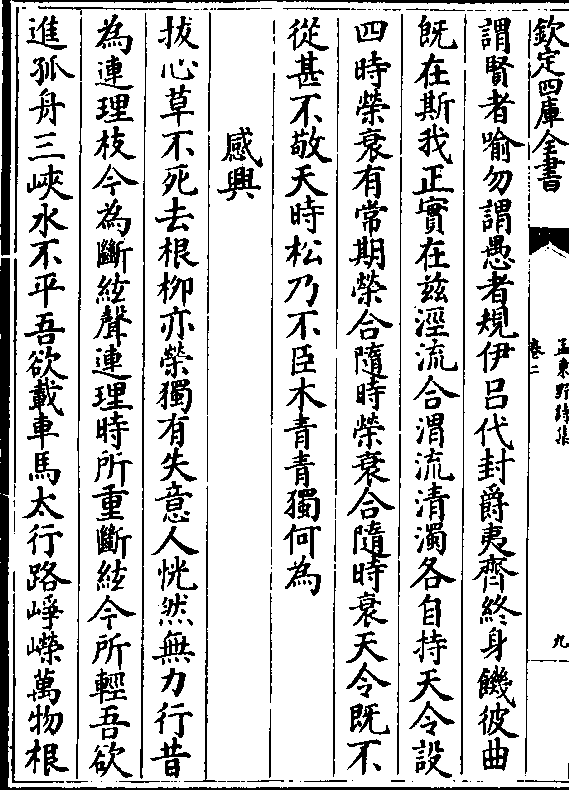 欽定四庫全書
孟東野詩集
卷二
九
謂賢者喻勿謂愚者規伊呂代封爵夷齊終身饑彼曲
既在斯我正實在兹涇流合渭流清濁各自持天令設
四時榮衰有常期榮合隨時榮衰合隨時衰天令既不
從甚不敬天時松乃不臣木青青獨何為
感興
拔心草不死去根柳亦榮獨有失意人恍然無力行昔
為連理枝今為斷絃聲連理時所重斷絃今所輕吾欲
進孤舟三峽水不平吾欲載車馬太行路崢嶸萬物根